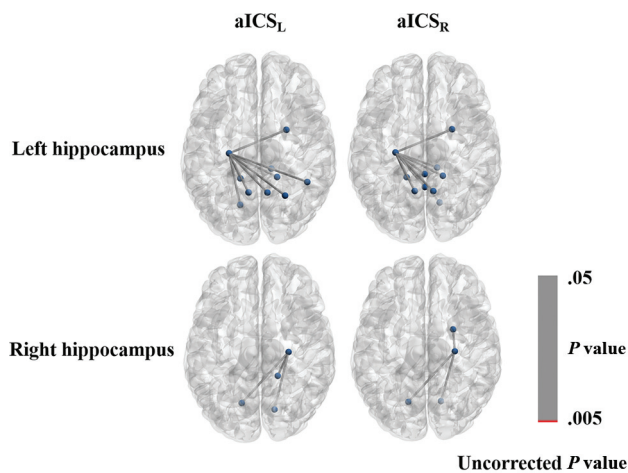 aICSL aICSR
Left hippocampus
Right hippocampus
.05
P value
.005
Uncorrected P value